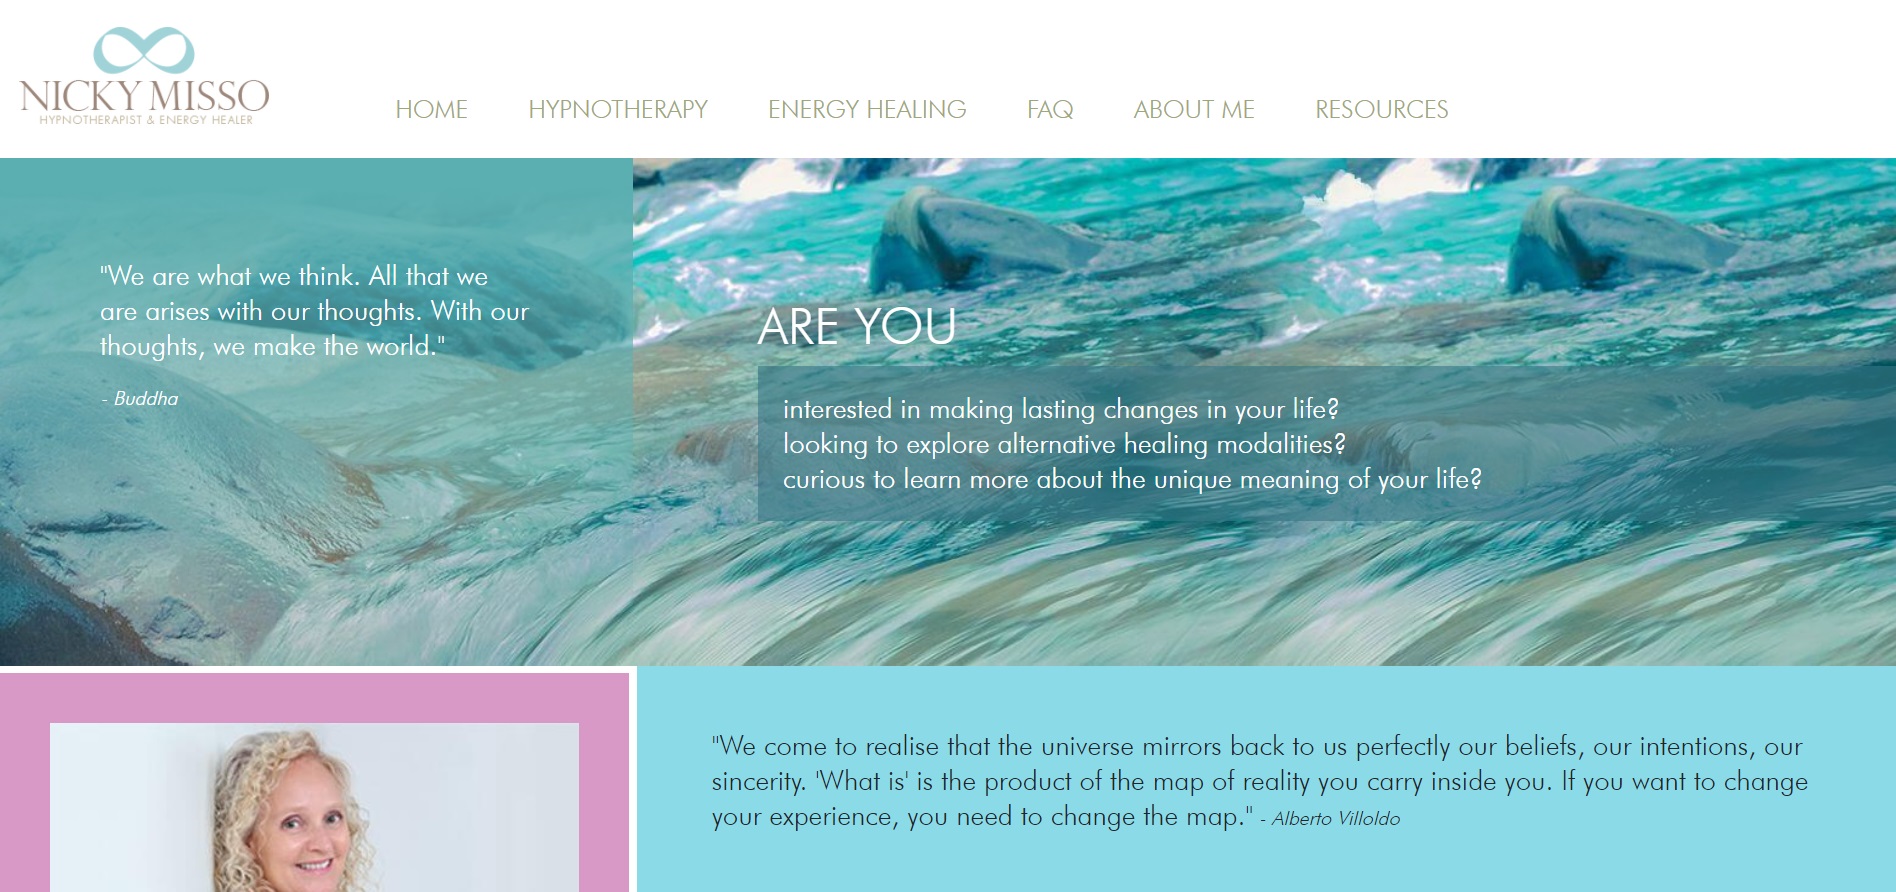 NICKY MISSO
HYPNOTHERAPIST & ENERGY HEALER
HOME HYPNOTHERAPY ENERGY HEALING FAQ ABOUT ME RESOURCES
"We are what we think. All that we
are arises with our thoughts. With our
thoughts, we make the world."
- Buddha
ARE YOU
interested in making lasting changes in your life?
looking to explore alternative healing modalities?
curious to learn more about the unique meaning of your life?
"We come to realise that the universe mirrors back to us perfectly our beliefs, our intentions, our
sincerity. 'What is' is the product of the map of reality you carry inside you. If you want to change
your experience, you need to change the map." - Alberto Villoldo